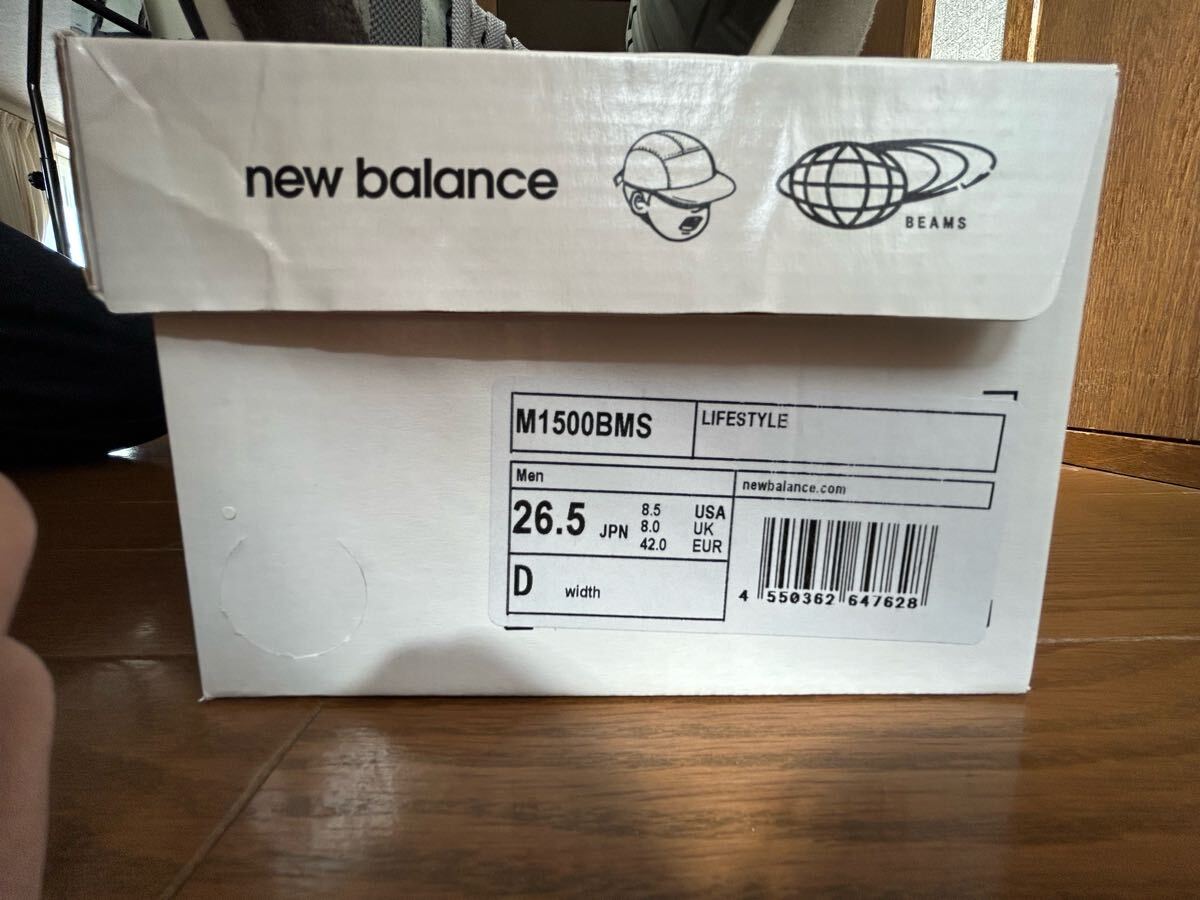 new balance
BEAMS
M1500BMS LIFESTYLE
Men
newbalance.com
26.5 JPN
8.5 USA
8.0 UK
42.0 EUR
D width
4 550362 647628